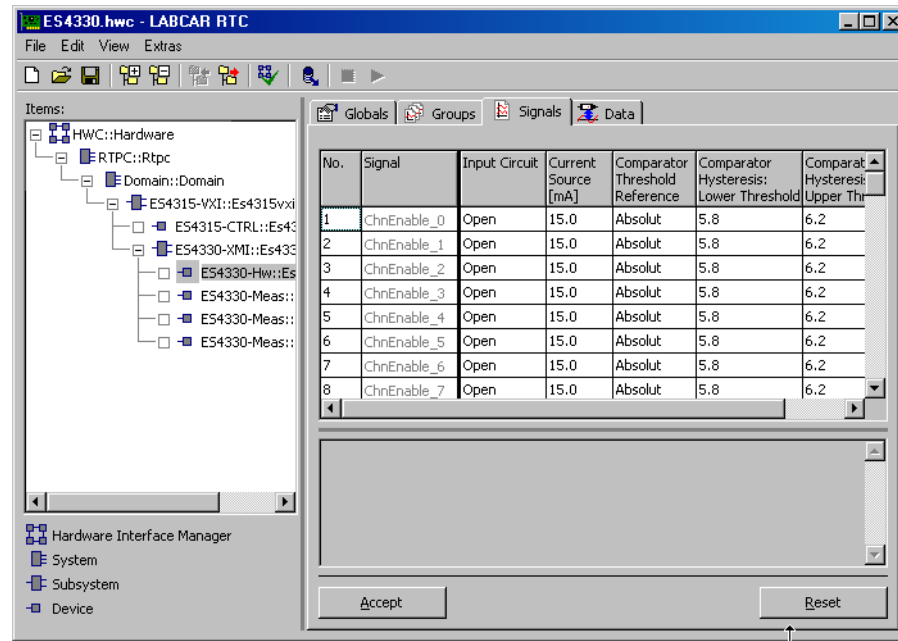 ES4330.hwc - LABCAR RTC
File Edit View Extras
Items:
HWC::Hardware
RTPC::Rtpc
Domain::Domain
ES4315-VXI::Es4315vxi
ES4315-CTRL::Es43
ES4330-XMI::Es433
ES4330-Hw::Es
ES4330-Meas::
ES4330-Meas::
ES4330-Meas::
Hardware Interface Manager
System
Subsystem
Device
Globals Groups Signals Data
No. Signal Input Circuit Current Source [mA] Comparator Threshold Reference Comparator Hysteresis: Lower Threshold Comparat Hysteresi Upper Thr
1 ChnEnable_0 Open 15.0 Absolut 5.8 6.2
2 ChnEnable_1 Open 15.0 Absolut 5.8 6.2
3 ChnEnable_2 Open 15.0 Absolut 5.8 6.2
4 ChnEnable_3 Open 15.0 Absolut 5.8 6.2
5 ChnEnable_4 Open 15.0 Absolut 5.8 6.2
6 ChnEnable_5 Open 15.0 Absolut 5.8 6.2
7 ChnEnable_6 Open 15.0 Absolut 5.8 6.2
8 ChnEnable_7 Open 15.0 Absolut 5.8 6.2
Accept Reset